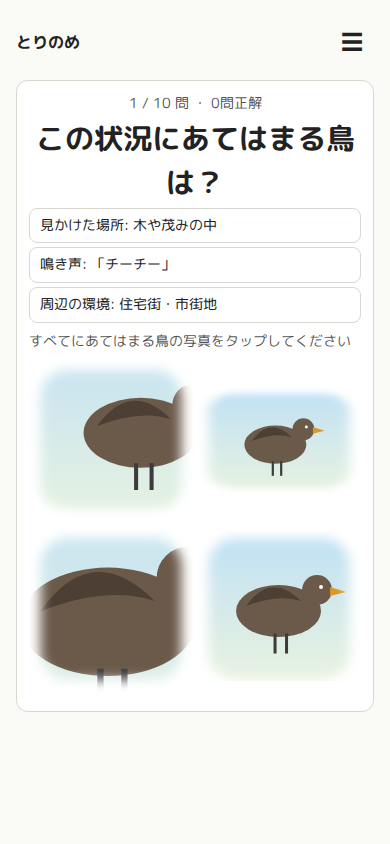 とりのめ
1 / 10 問 · 0問正解
この状況にあてはまる鳥
は？
見かけた場所: 木や茂みの中
鳴き声: 「チーチー」
周辺の環境: 住宅街・市街地
すべてにあてはまる鳥の写真をタップしてください